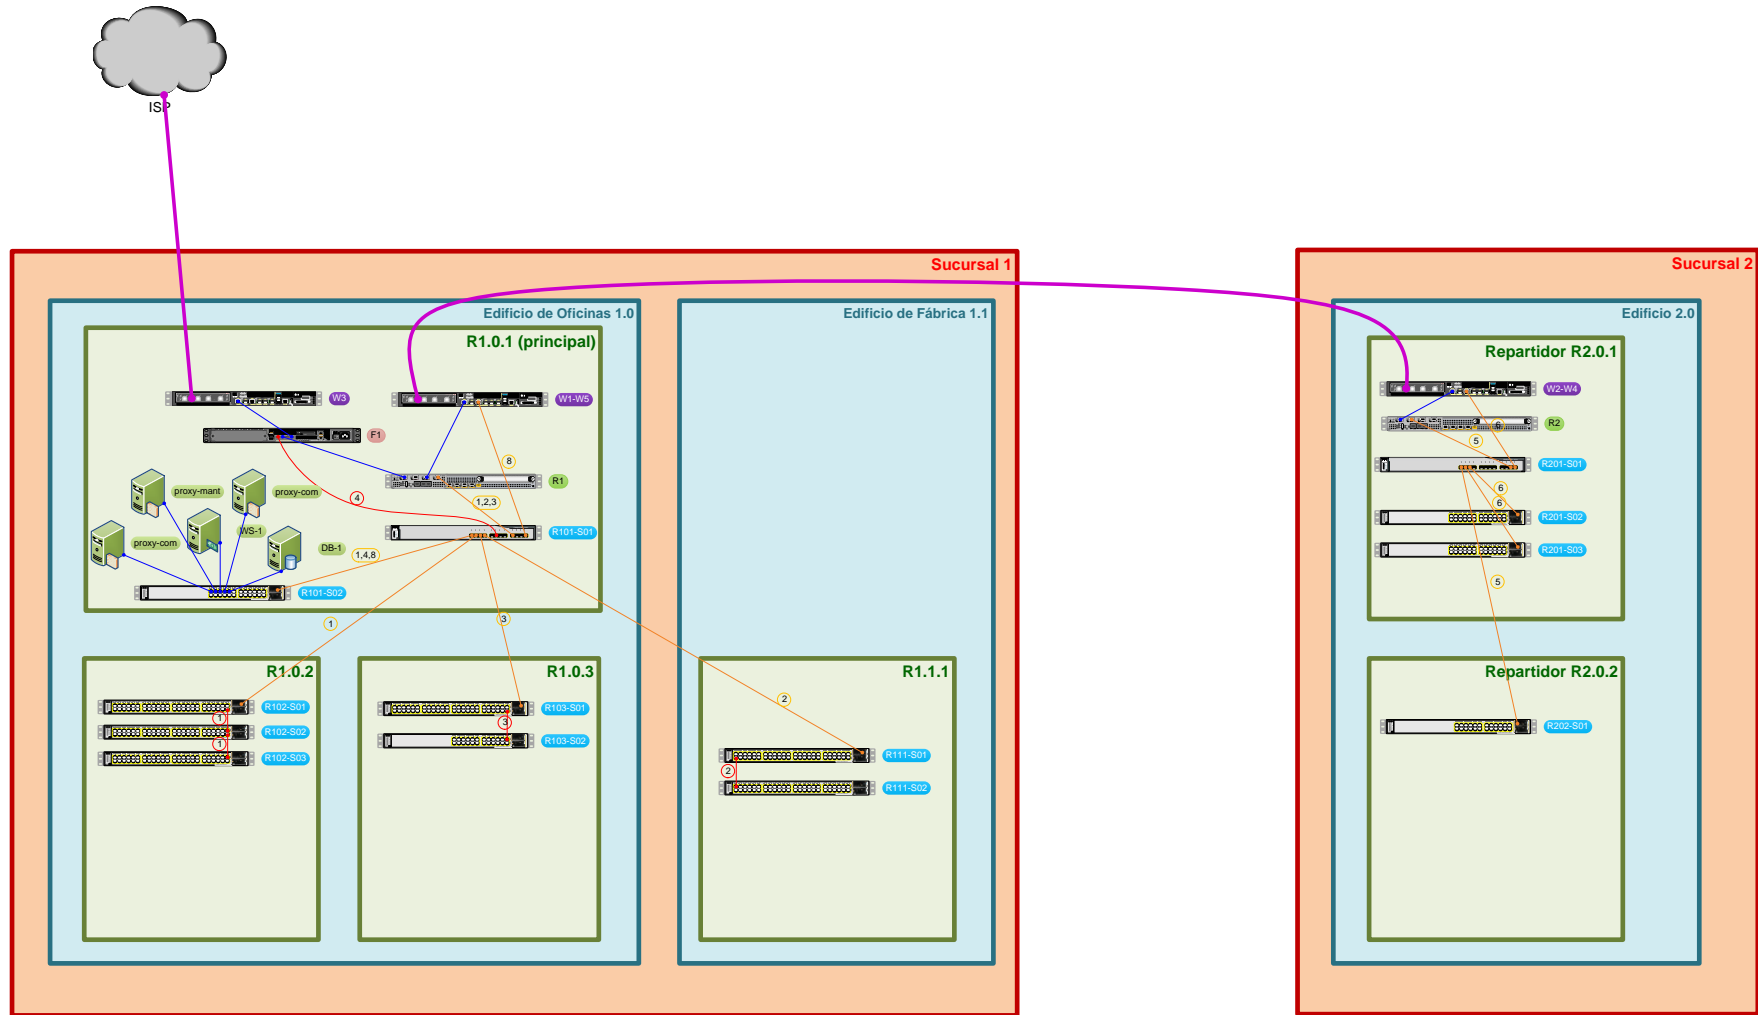 ISP
Sucursal 1
Sucursal 2
Edificio de Oficinas 1.0
Edificio de Fábrica 1.1
Edificio 2.0
R1.0.1 (principal)
Repartidor R2.0.1
W3
W1-W5
W2-W4
F1
R2
6
5
8
R1
R201-S01
proxy-mant
proxy-com
4
1,2,3
6
6
R201-S02
WS-1
R101-S01
proxy-com
DB-1
1,4,8
R201-S03
5
R101-S02
1
3
R1.0.2
R1.0.3
R1.1.1
Repartidor R2.0.2
2
R102-S01
1
R102-S02
1
R102-S03
R103-S01
3
R103-S02
R111-S01
2
R111-S02
R202-S01